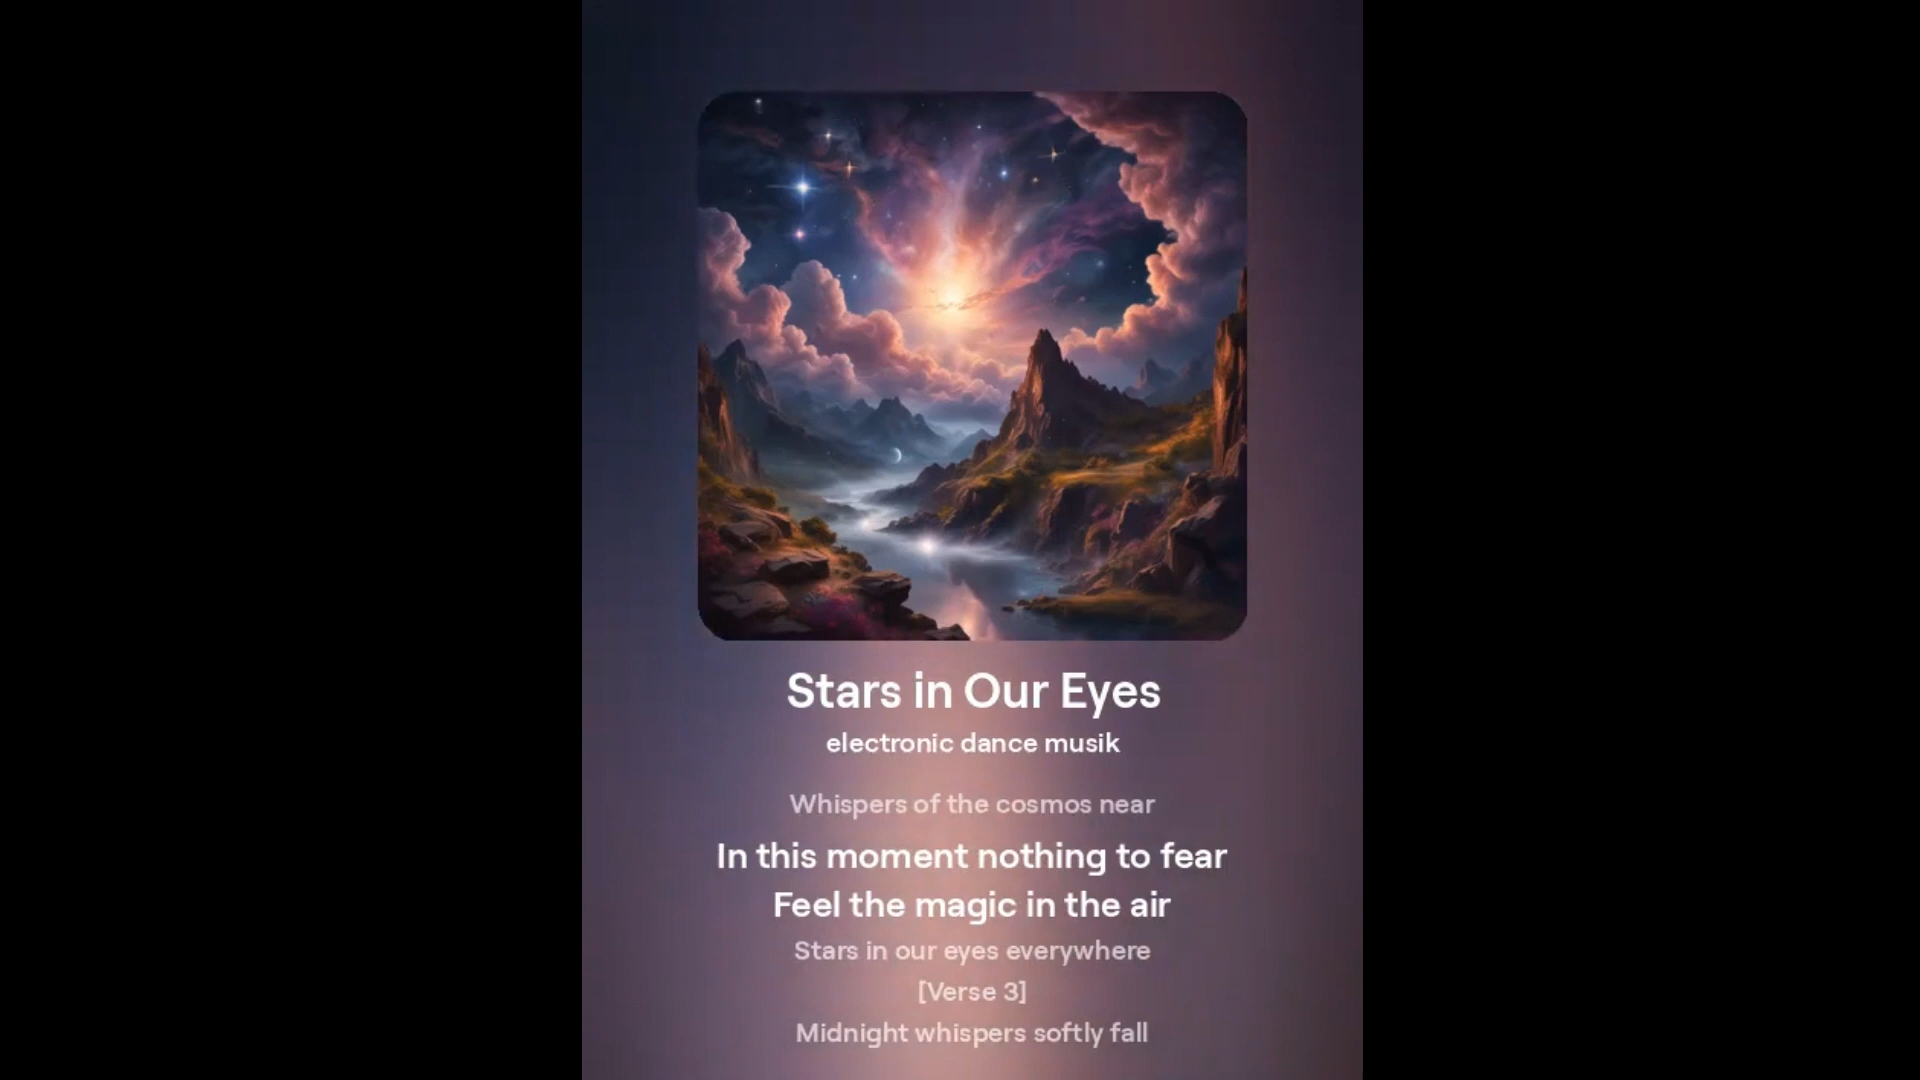 Stars in Our Eyes
electronic dance musik
Whispers of the cosmos near
In this moment nothing to fear
Feel the magic in the air
Stars in our eyes everywhere
[Verse 3]
Midnight whispers softly fall